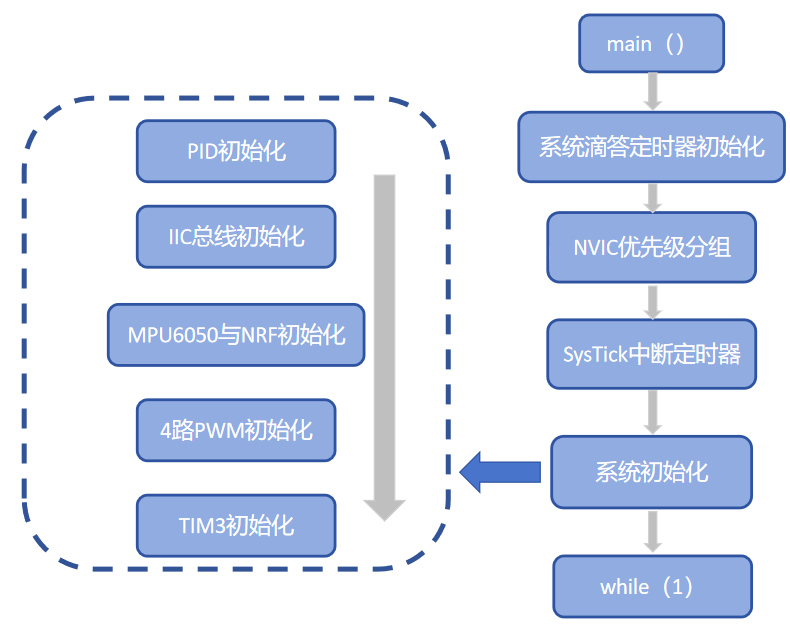 main（）
系统滴答定时器初始化
NVIC优先级分组
SysTick中断定时器
系统初始化
while（1）
PID初始化
IIC总线初始化
MPU6050与NRF初始化
4路PWM初始化
TIM3初始化